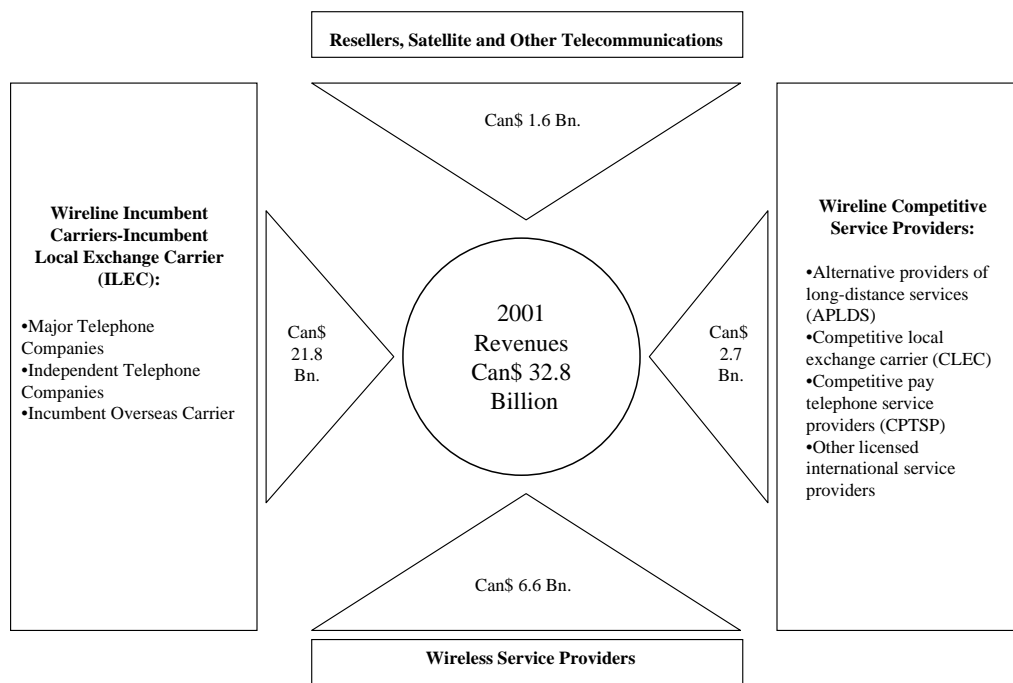 Resellers, Satellite and Other Telecommunications
Can$ 1.6 Bn.
Wireline Incumbent
Carriers-Incumbent
Local Exchange Carrier
(ILEC):
•Major Telephone
Companies
•Independent Telephone
Companies
•Incumbent Overseas Carrier
Can$
21.8
Bn.
2001
Revenues
Can$ 32.8
Billion
Can$
2.7
Bn.
Wireline Competitive
Service Providers:
•Alternative providers of
long-distance services
(APLDS)
•Competitive local
exchange carrier (CLEC)
•Competitive pay
telephone service
providers (CPTSP)
•Other licensed
international service
providers
Can$ 6.6 Bn.
Wireless Service Providers